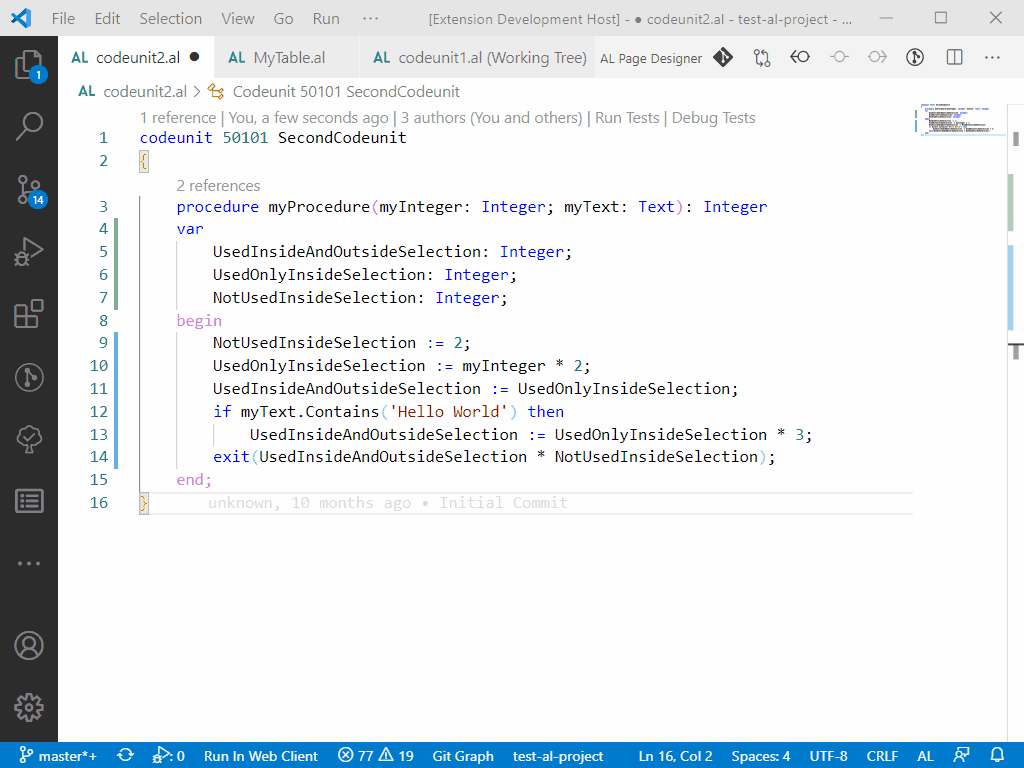 File Edit Selection View Go Run ··· [Extension Development Host] - ● codeunit2.al - test-al-project - ...
AL codeunit2.al ● AL MyTable.al AL codeunit1.al (Working Tree) AL Page Designer ···
AL codeunit2.al > Codeunit 50101 SecondCodeunit
1 reference | You, a few seconds ago | 3 authors (You and others) | Run Tests | Debug Tests
1 codeunit 50101 SecondCodeunit
2 {
2 references
3 procedure myProcedure(myInteger: Integer; myText: Text): Integer
4 var
5 UsedInsideAndOutsideSelection: Integer;
6 UsedOnlyInsideSelection: Integer;
7 NotUsedInsideSelection: Integer;
8 begin
9 NotUsedInsideSelection := 2;
10 UsedOnlyInsideSelection := myInteger * 2;
11 UsedInsideAndOutsideSelection := UsedOnlyInsideSelection;
12 if myText.Contains('Hello World') then
13 UsedInsideAndOutsideSelection := UsedOnlyInsideSelection * 3;
14 exit(UsedInsideAndOutsideSelection * NotUsedInsideSelection);
15 end;
16 } unknown, 10 months ago • Initial Commit
1
14
master*+ 0 Run In Web Client 77 19 Git Graph test-al-project Ln 16, Col 2 Spaces: 4 UTF-8 CRLF AL